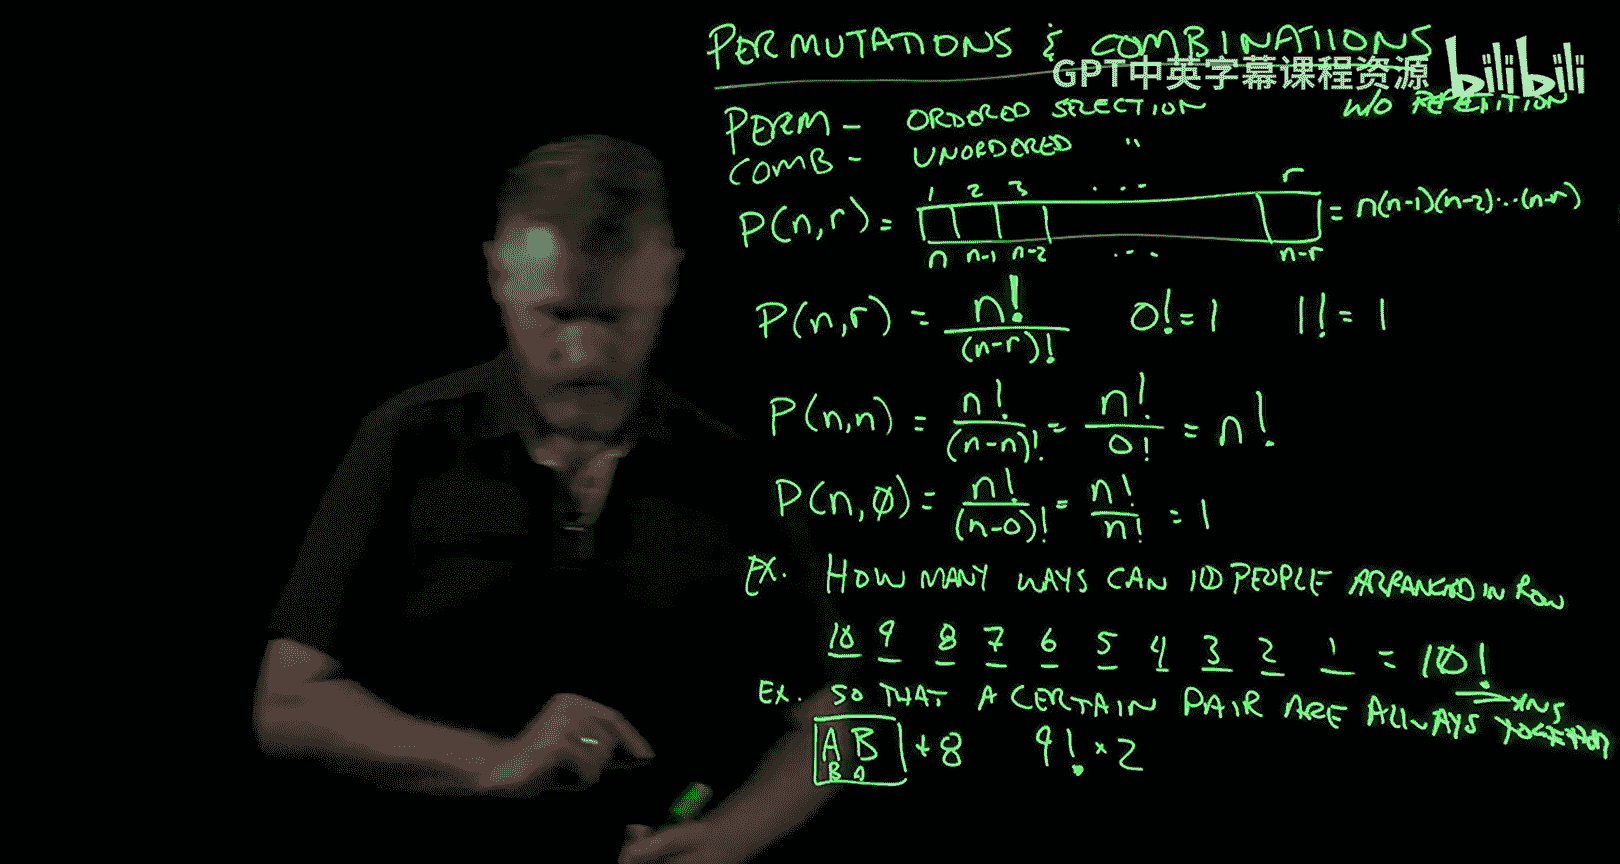 PERMUTATIONS & COMBINATIONS
GPT中英字幕课程资源 bilibili
PERM - ORDERED SELECTION W/O REPETITION
COMB - UNORDERED "
1 2 3 ... r
P(n,r) = = n(n-1)(n-2)...(n-r)
n n-1 n-2 ... n-r
P(n,r) = n!/(n-r)! 0! = 1 1! = 1
P(n,n) = n!/(n-n)! = n!/0! = n!
P(n,Ø) = n!/(n-0)! = n!/n! = 1
EX. HOW MANY WAYS CAN 10 PEOPLE ARRANGED IN ROW
10 9 8 7 6 5 4 3 2 1 = 10!
EX. SO THAT A CERTAIN PAIR ARE ALWAYS
AB + 8 9! × 2
BA